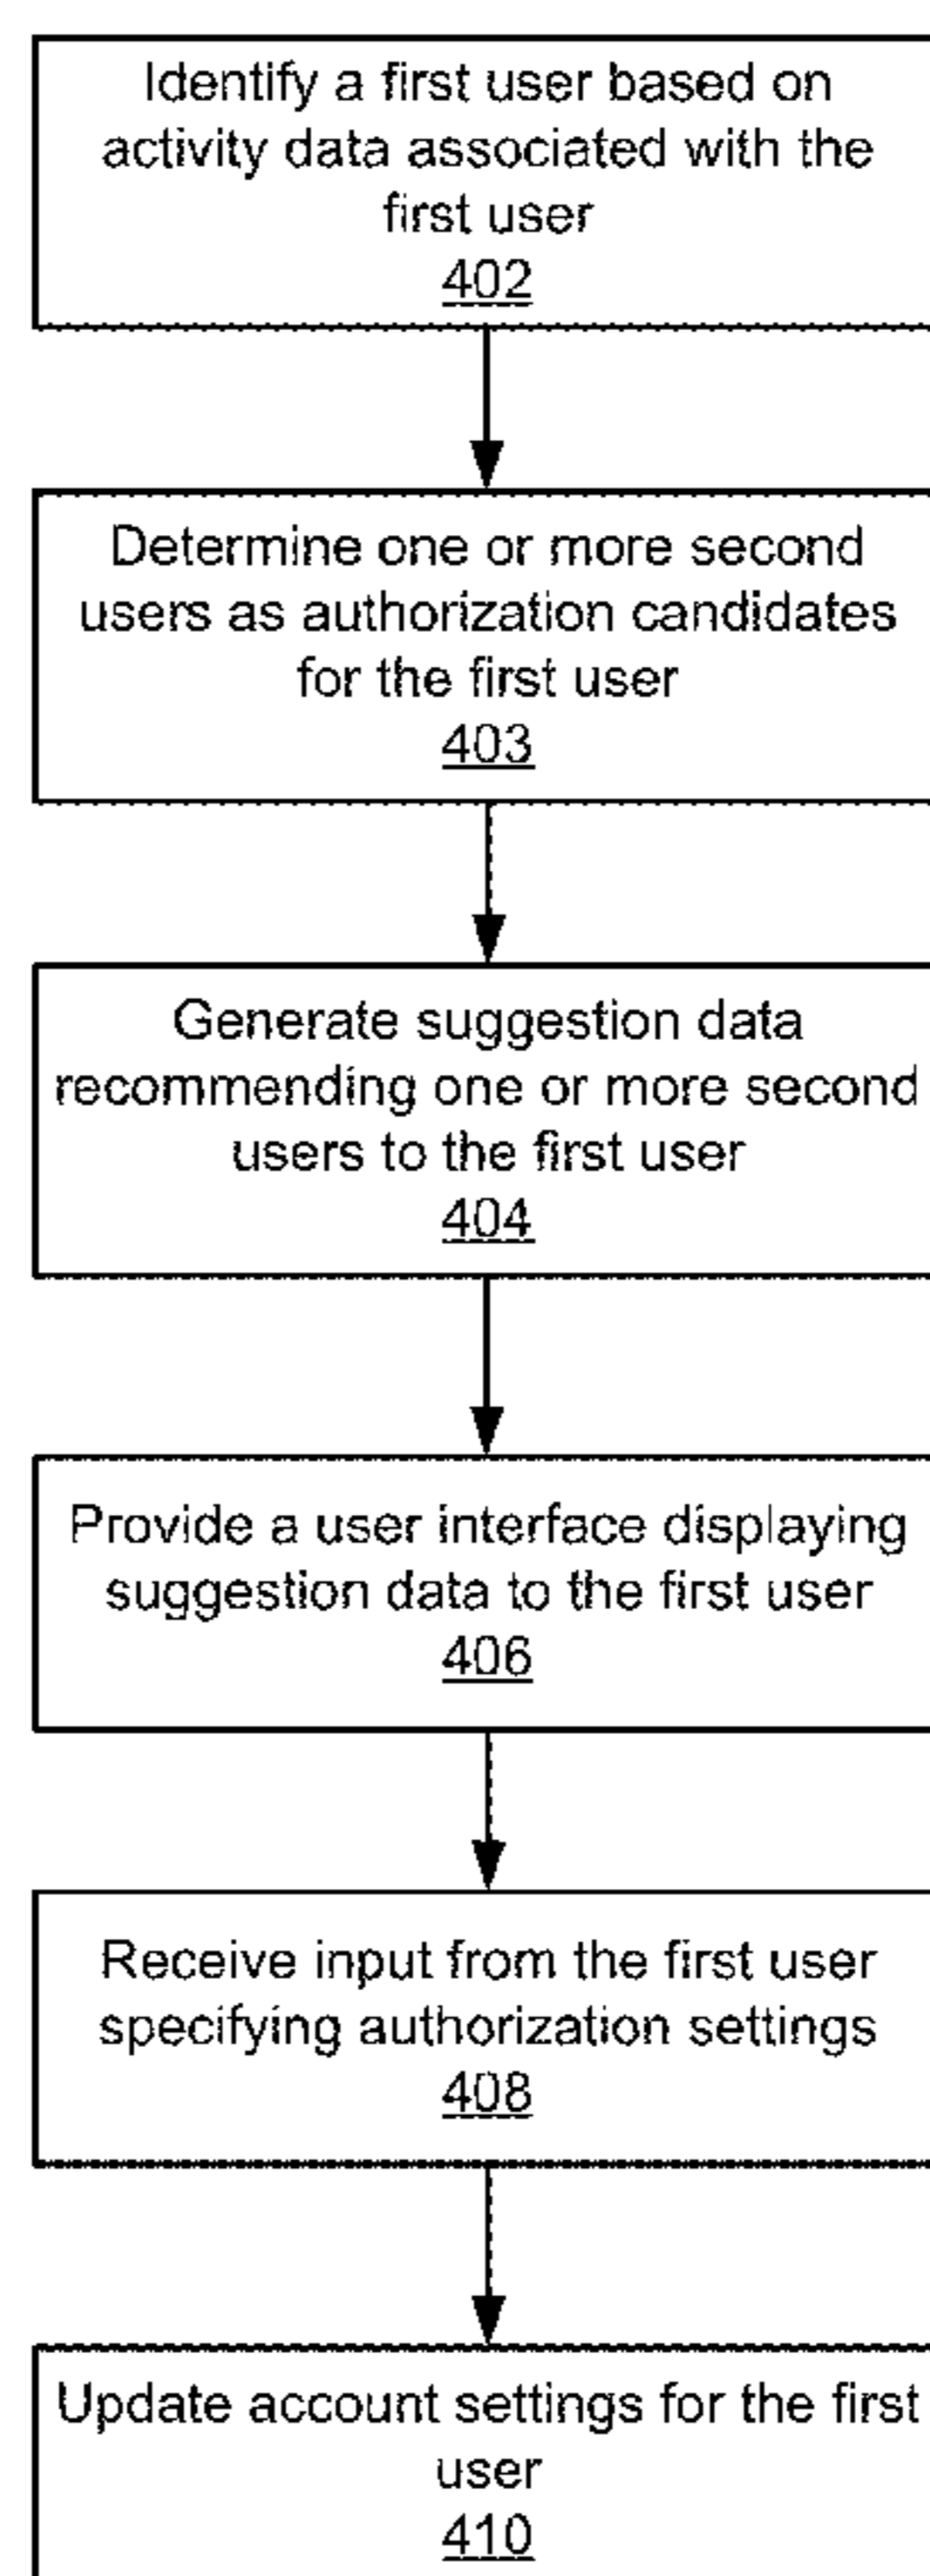 Identify a first user based on
activity data associated with the
first user
402
Determine one or more second
users as authorization candidates
for the first user
403
Generate suggestion data
recommending one or more second
users to the first user
404
Provide a user interface displaying
suggestion data to the first user
406
Receive input from the first user
specifying authorization settings
408
Update account settings for the first
user
410